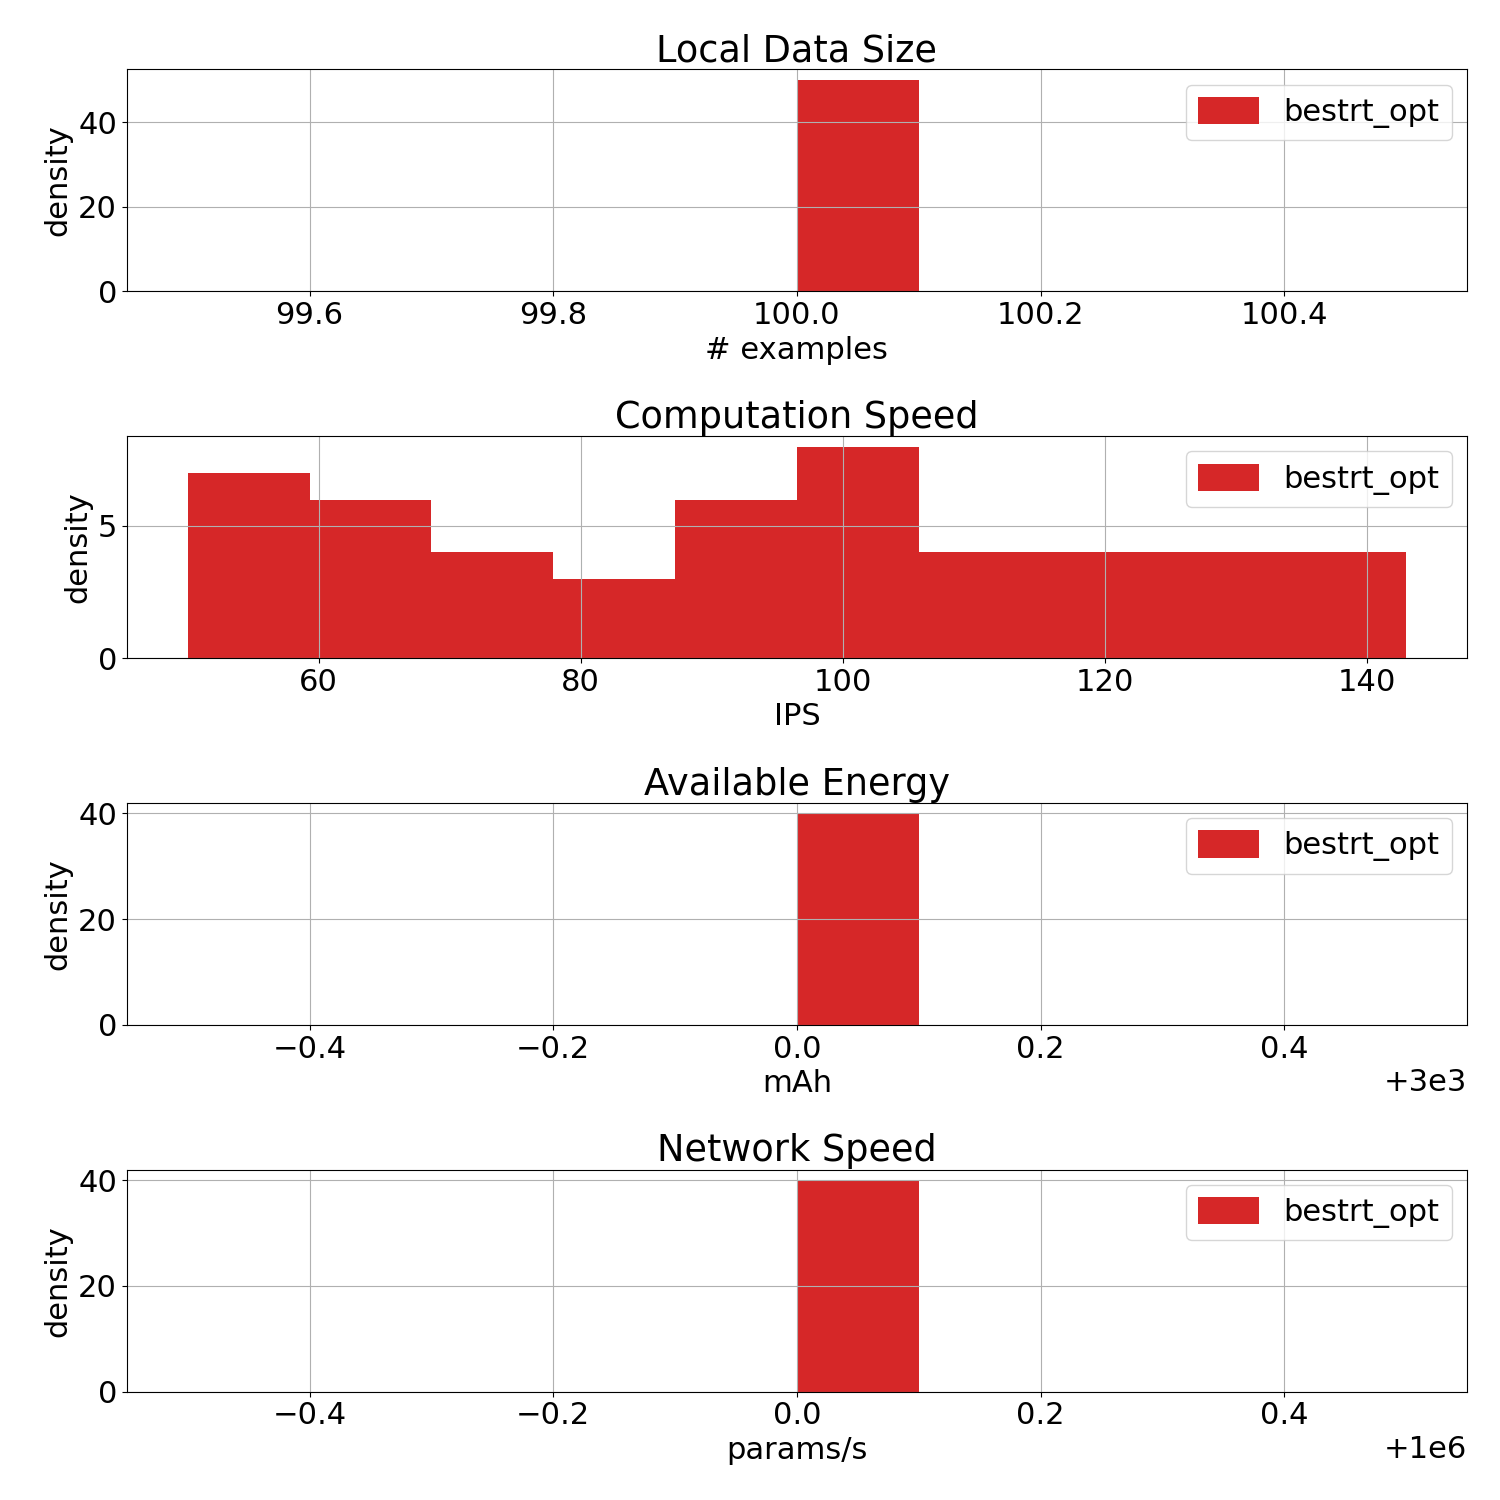 Local Data Size
density
0
20
40
bestrt_opt
99.6 99.8 100.0 100.2 100.4
# examples
Computation Speed
density
0
5
bestrt_opt
60 80 100 120 140
IPS
Available Energy
density
0
20
40
bestrt_opt
−0.4 −0.2 0.0 0.2 0.4
mAh
+3e3
Network Speed
density
0
20
40
bestrt_opt
−0.4 −0.2 0.0 0.2 0.4
params/s
+1e6